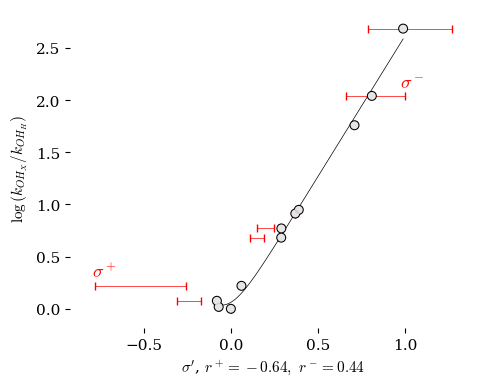 2.5
2.0
1.5
1.0
0.5
0.0
log (k_{OH_X}/k_{OH_H})
σ⁻
σ⁺
−0.5 0.0 0.5 1.0
σ′, r⁺ = −0.64, r⁻ = 0.44